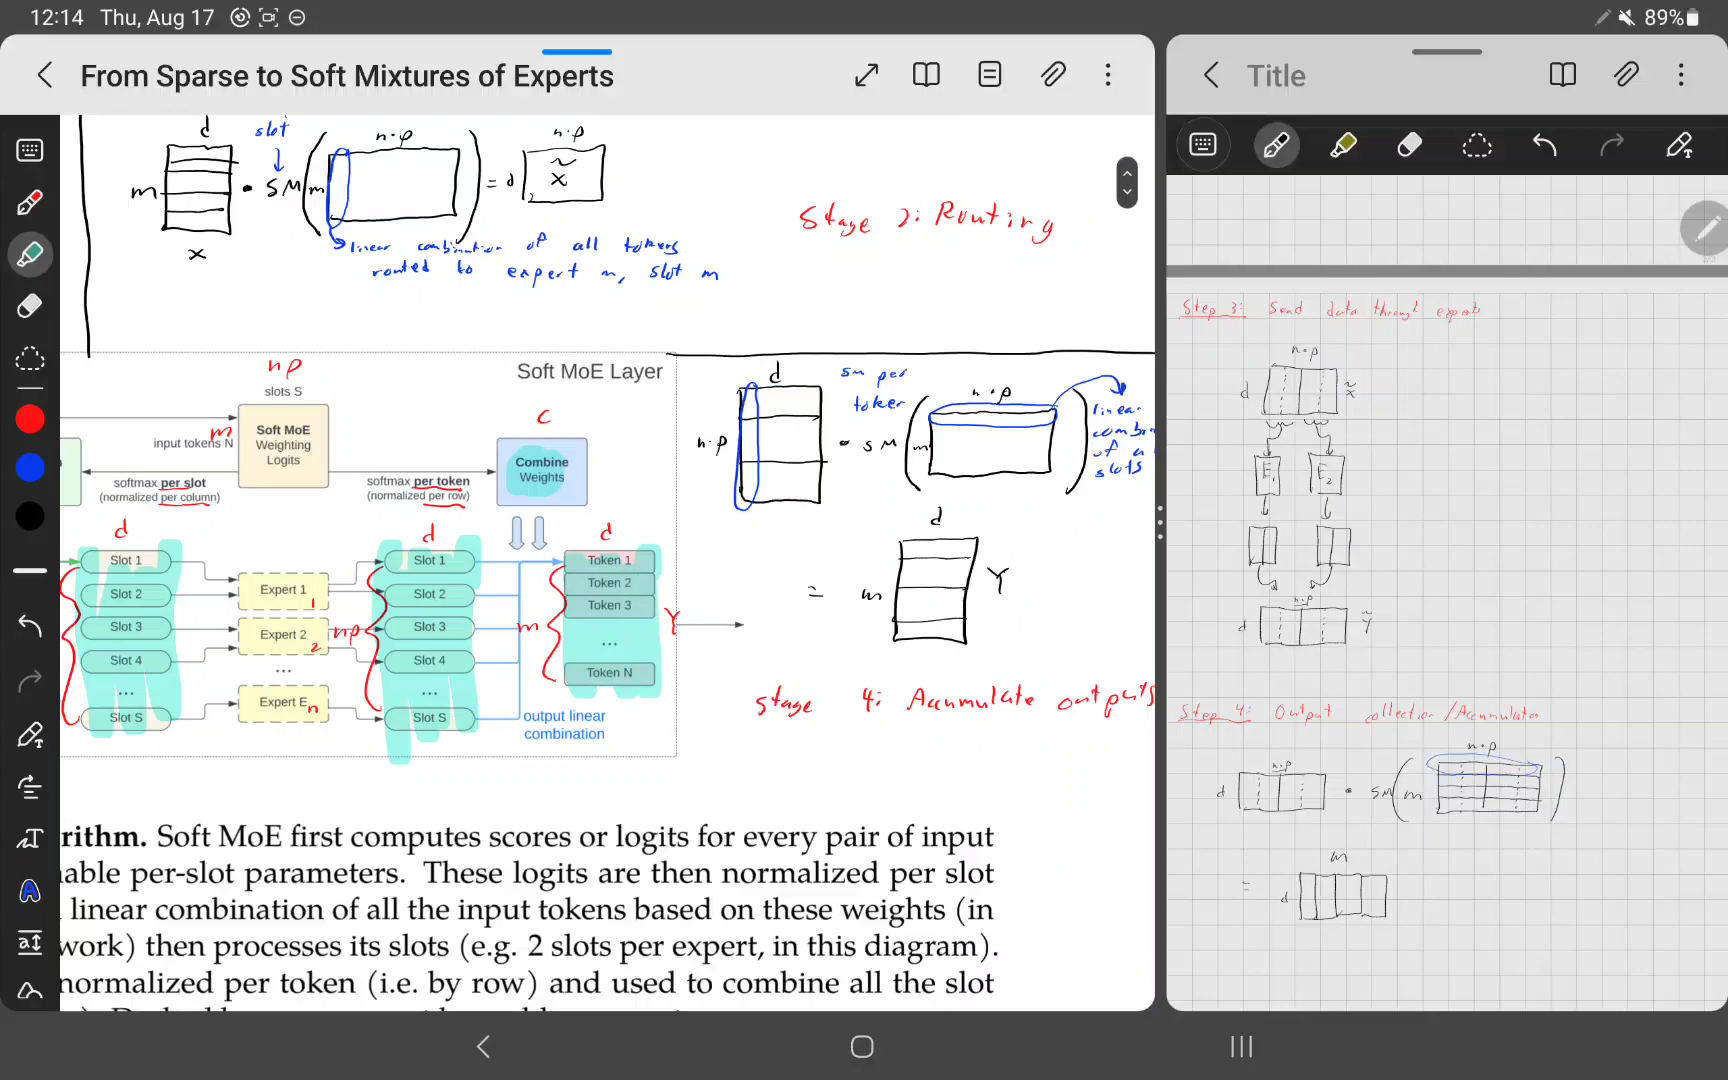 12:14 Thu, Aug 17
89%
From Sparse to Soft Mixtures of Experts
d
slot
n·p
n·p
m
• SM
m
= d
x̃
x
linear combination of all tokens
routed to expert n, slot m
Stage 2: Routing
np
slots S
Soft MoE Layer
input tokens N
m
Soft MoE
Weighting
Logits
c
Combine
Weights
softmax per slot
(normalized per column)
softmax per token
(normalized per row)
d
d
d
Slot 1
Slot 2
Slot 3
Slot 4
...
Slot S
Expert 1
1
Expert 2
2
...
Expert E
n
np
Slot 1
Slot 2
Slot 3
Slot 4
...
Slot S
m
Token 1
Token 2
Token 3
...
Token N
Y
output linear
combination
d
sm per
token
n·p
n·p
• SM
m
linear
combin
of a
slots
d
= m
Y
stage 4: Accumulate outputs
rithm. Soft MoE first computes scores or logits for every pair of input
able per-slot parameters. These logits are then normalized per slot
linear combination of all the input tokens based on these weights (in
work) then processes its slots (e.g. 2 slots per expert, in this diagram).
normalized per token (i.e. by row) and used to combine all the slot
Title
Step 3: Send data through experts
n·p
d
x̃
E1
E2
n·p
d
Ỹ
Step 4: Output collection /Accumulator
n·p
n·p
d
• SM
m
m
= d